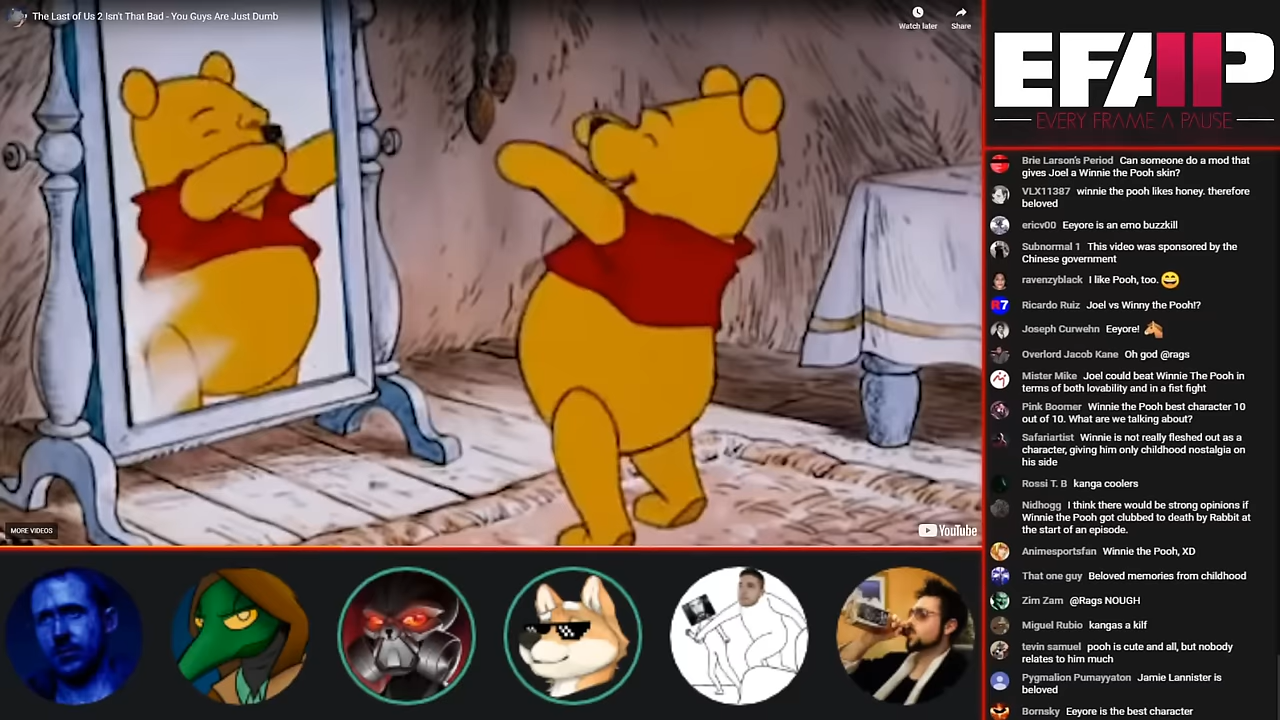 The Last of Us 2 Isn't That Bad - You Guys Are Just Dumb
Watch later
Share
MORE VIDEOS
YouTube
EFAP
EVERY FRAME A PAUSE
Brie Larson's Period Can someone do a mod that
gives Joel a Winnie the Pooh skin?
VLX11387 winnie the pooh likes honey. therefore
beloved
ericv00 Eeyore is an emo buzzkill
Subnormal 1 This video was sponsored by the
Chinese government
ravenzyblack I like Pooh, too. 😄
R7
Ricardo Ruiz Joel vs Winny the Pooh!?
Joseph Curwehn Eeyore! 🐴
Overlord Jacob Kane Oh god @rags
Mister Mike Joel could beat Winnie The Pooh in
terms of both lovability and in a fist fight
Pink Boomer Winnie the Pooh best character 10
out of 10. What are we talking about?
Safariartist Winnie is not really fleshed out as a
character, giving him only childhood nostalgia on
his side
Rossi T. B kanga coolers
Nidhogg I think there would be strong opinions if
Winnie the Pooh got clubbed to death by Rabbit at
the start of an episode.
Animesportsfan Winnie the Pooh, XD
That one guy Beloved memories from childhood
Zim Zam @Rags NOUGH
Miguel Rubio kangas a kilf
tevin samuel pooh is cute and all, but nobody
relates to him much
Pygmalion Pumayyaton Jamie Lannister is
beloved
Bornsky Eeyore is the best character